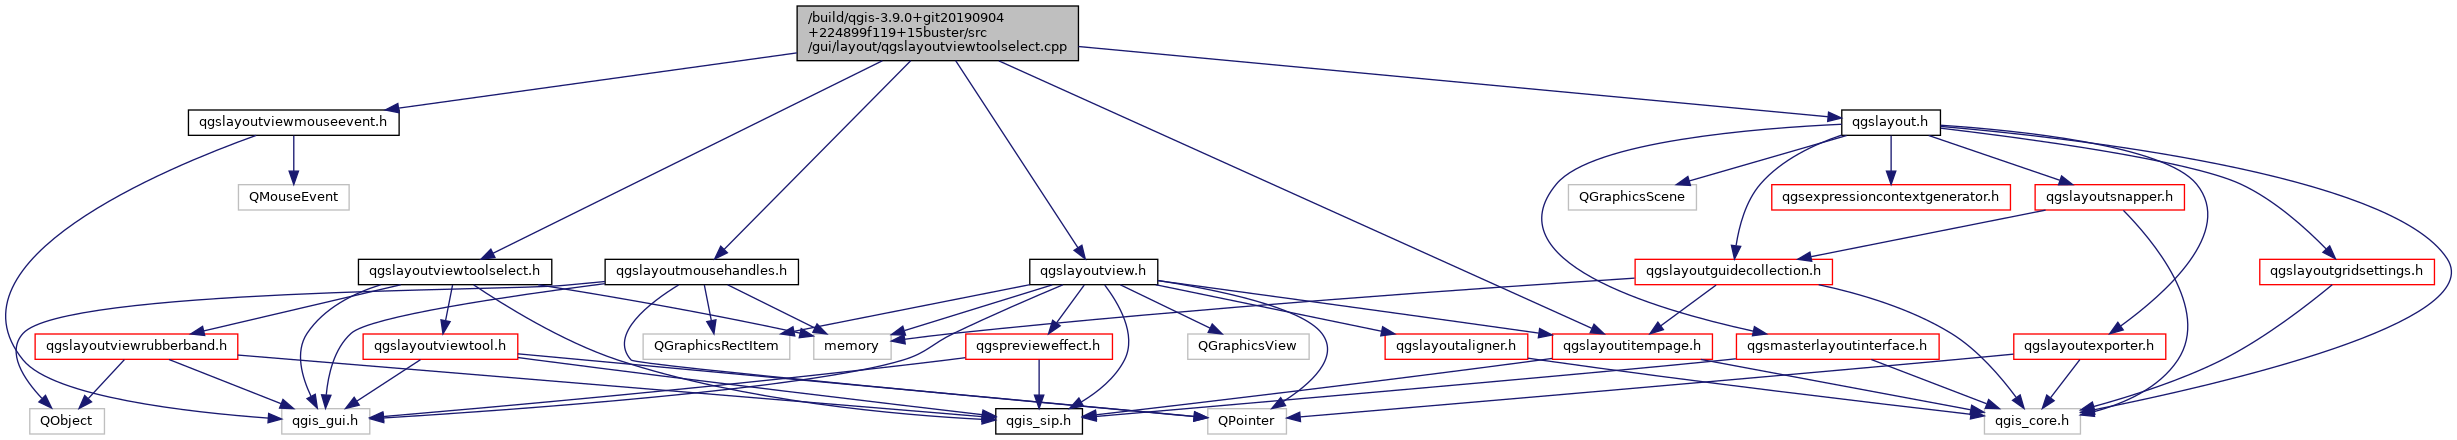 /build/qgis-3.9.0+git20190904
+224899f119+15buster/src
/gui/layout/qgslayoutviewtoolselect.cpp
qgslayoutviewmouseevent.h
qgslayout.h
QMouseEvent
QGraphicsScene
qgsexpressioncontextgenerator.h
qgslayoutsnapper.h
qgslayoutviewtoolselect.h
qgslayoutmousehandles.h
qgslayoutview.h
qgslayoutguidecollection.h
qgslayoutgridsettings.h
qgslayoutviewrubberband.h
qgslayoutviewtool.h
QGraphicsRectItem
memory
qgsprevieweffect.h
QGraphicsView
qgslayoutaligner.h
qgslayoutitempage.h
qgsmasterlayoutinterface.h
qgslayoutexporter.h
QObject
qgis_gui.h
qgis_sip.h
QPointer
qgis_core.h